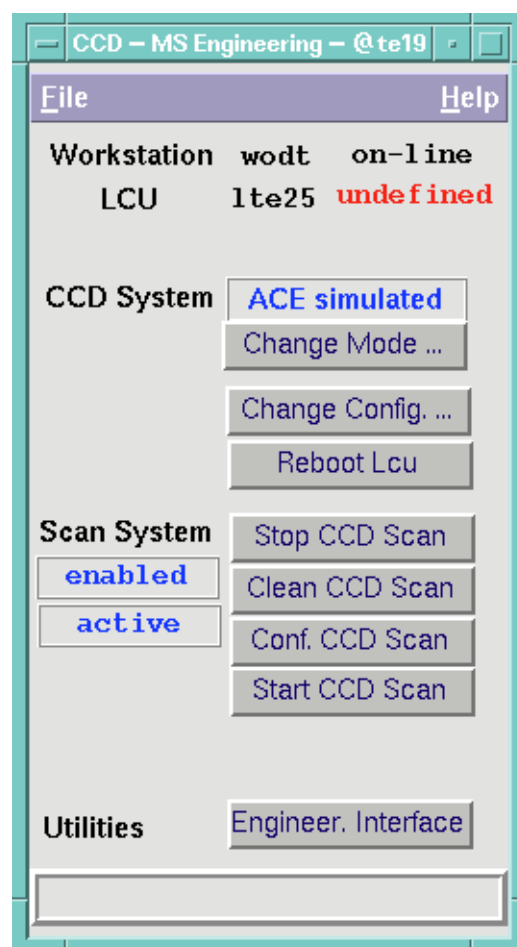 CCD – MS Engineering – @te19
File Help
Workstation wodt on-line
LCU lte25 undefined
CCD System ACE simulated
Change Mode ...
Change Config. ...
Reboot Lcu
Scan System Stop CCD Scan
enabled Clean CCD Scan
active Conf. CCD Scan
Start CCD Scan
Utilities Engineer. Interface